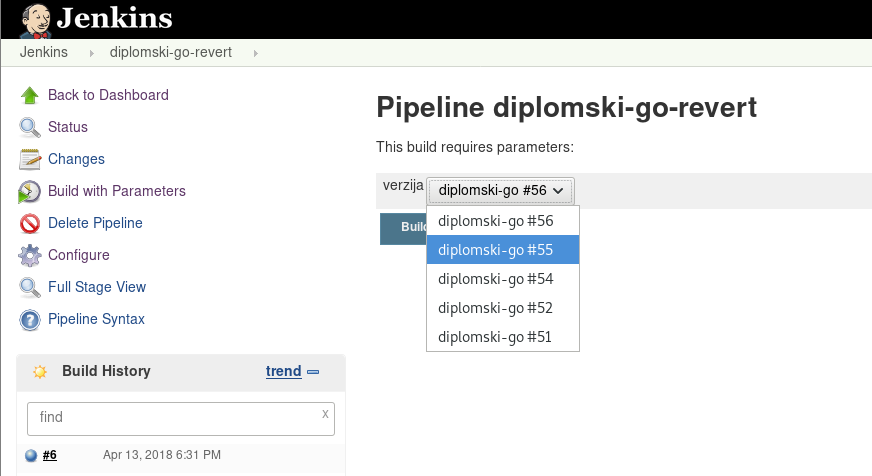 Jenkins
Jenkins diplomski-go-revert
Back to Dashboard
Status
Changes
Build with Parameters
Delete Pipeline
Configure
Full Stage View
Pipeline Syntax
Build History trend
find x
#6 Apr 13, 2018 6:31 PM
Pipeline diplomski-go-revert
This build requires parameters:
verzija diplomski-go #56
diplomski-go #56
diplomski-go #55
diplomski-go #54
diplomski-go #52
diplomski-go #51